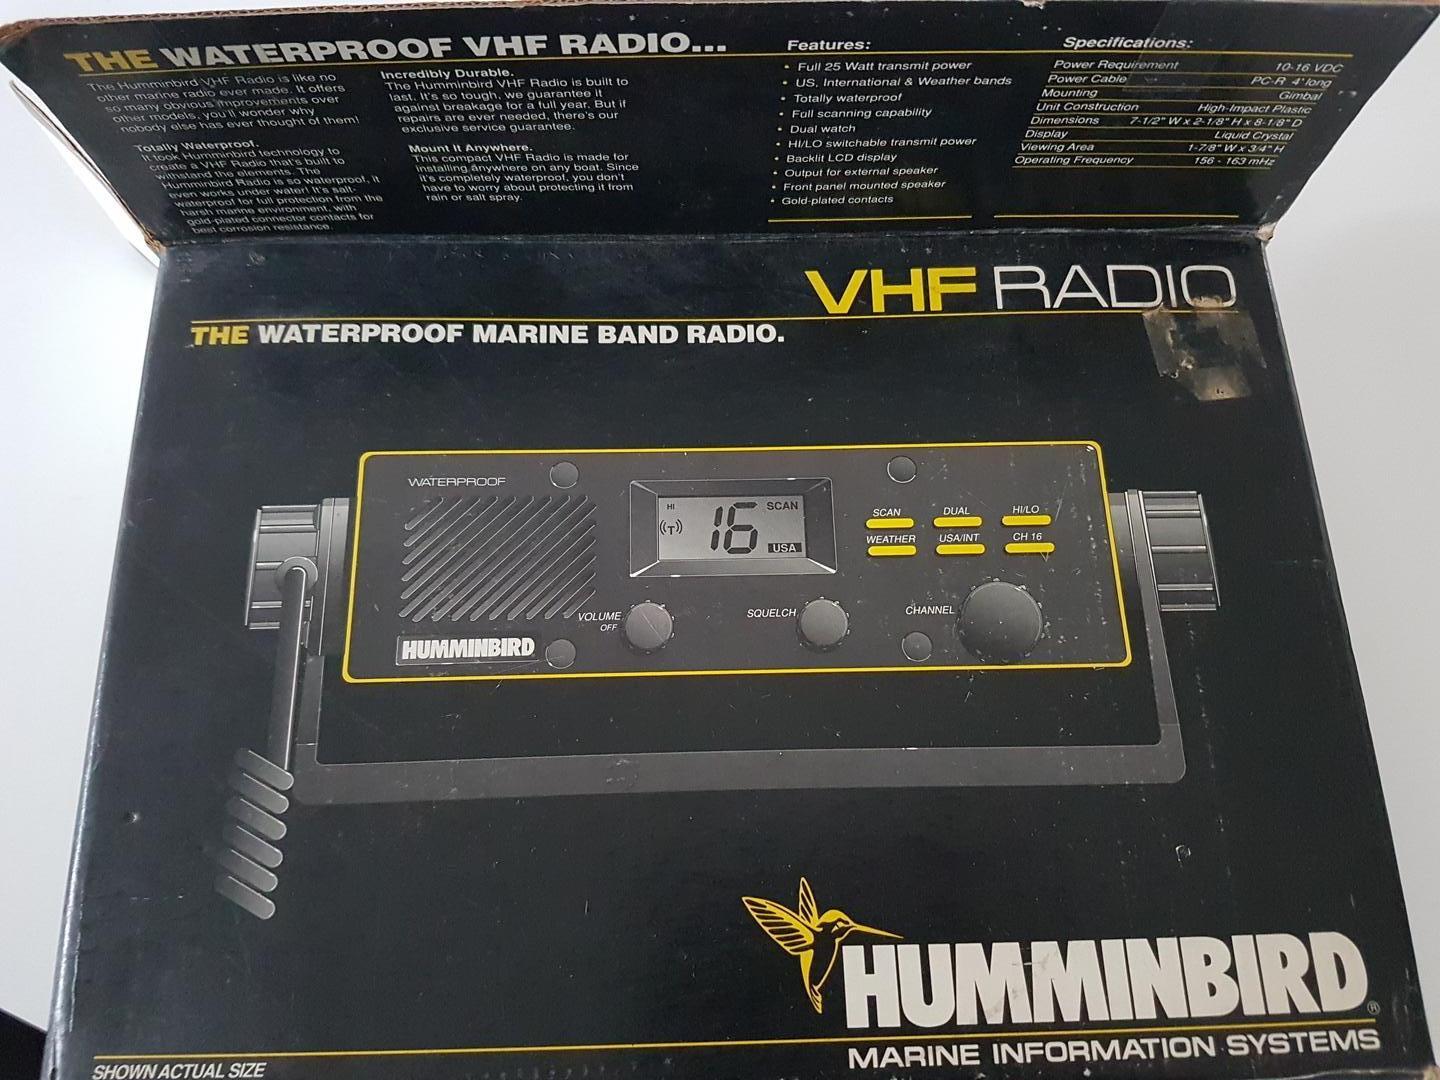 THE WATERPROOF VHF RADIO...
The Humminbird VHF Radio is like no
other marine radio ever made. It offers
so many obvious improvements over
other models, you'll wonder why
nobody else has ever thought of them!
Totally Waterproof.
It took Humminbird technology to
create a VHF Radio that's built to
withstand the elements. The
Humminbird Radio is so waterproof, it
even works under water! It's salt-
waterproof for full protection from the
harsh marine environment, with
gold-plated connector contacts for
best corrosion resistance.
Incredibly Durable.
The Humminbird VHF Radio is built to
last. It's so tough, we guarantee it
against breakage for a full year. But if
repairs are ever needed, there's our
exclusive service guarantee.
Mount It Anywhere.
This compact VHF Radio is made for
installing anywhere on any boat. Since
it's completely waterproof, you don't
have to worry about protecting it from
rain or salt spray.
Features:
• Full 25 Watt transmit power
• US, International & Weather bands
• Totally waterproof
• Full scanning capability
• Dual watch
• HI/LO switchable transmit power
• Backlit LCD display
• Output for external speaker
• Front panel mounted speaker
• Gold-plated contacts
Specifications:
Power Requirement 10-16 VDC
Power Cable PC-R 4' long
Mounting Gimbal
Unit Construction High-Impact Plastic
Dimensions 7-1/2" W x 2-1/8" H x 8-1/8" D
Display Liquid Crystal
Viewing Area 1-7/8" W x 3/4" H
Operating Frequency 156 - 163 mHz
VHF RADIO
THE WATERPROOF MARINE BAND RADIO.
WATERPROOF
HI
SCAN
(T)
16
USA
SCAN DUAL HI/LO
WEATHER USA/INT CH 16
VOLUME
OFF
SQUELCH
CHANNEL
HUMMINBIRD
HUMMINBIRD®
MARINE INFORMATION SYSTEMS
SHOWN ACTUAL SIZE